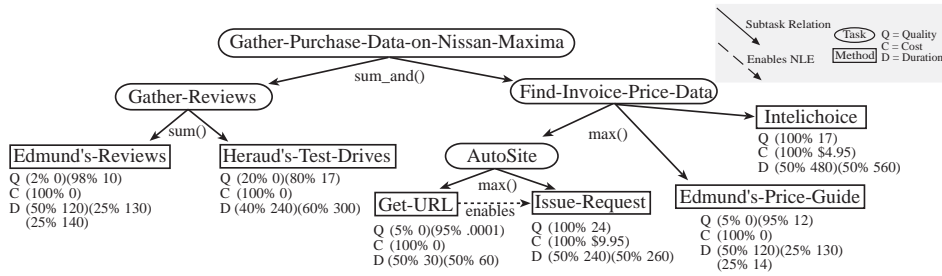 Gather-Purchase-Data-on-Nissan-Maxima
Subtask Relation
Enables NLE
Task
Method
Q = Quality
C = Cost
D = Duration
sum_and()
Gather-Reviews
Find-Invoice-Price-Data
sum()
max()
Edmund's-Reviews
Q (2% 0)(98% 10)
C (100% 0)
D (50% 120)(25% 130)
(25% 140)
Heraud's-Test-Drives
Q (20% 0)(80% 17)
C (100% 0)
D (40% 240)(60% 300)
AutoSite
max()
Get-URL
enables
Issue-Request
Q (5% 0)(95% .0001)
C (100% 0)
D (50% 30)(50% 60)
Q (100% 24)
C (100% $9.95)
D (50% 240)(50% 260)
Intelichoice
Q (100% 17)
C (100% $4.95)
D (50% 480)(50% 560)
Edmund's-Price-Guide
Q (5% 0)(95% 12)
C (100% 0)
D (50% 120)(25% 130)
(25% 14)